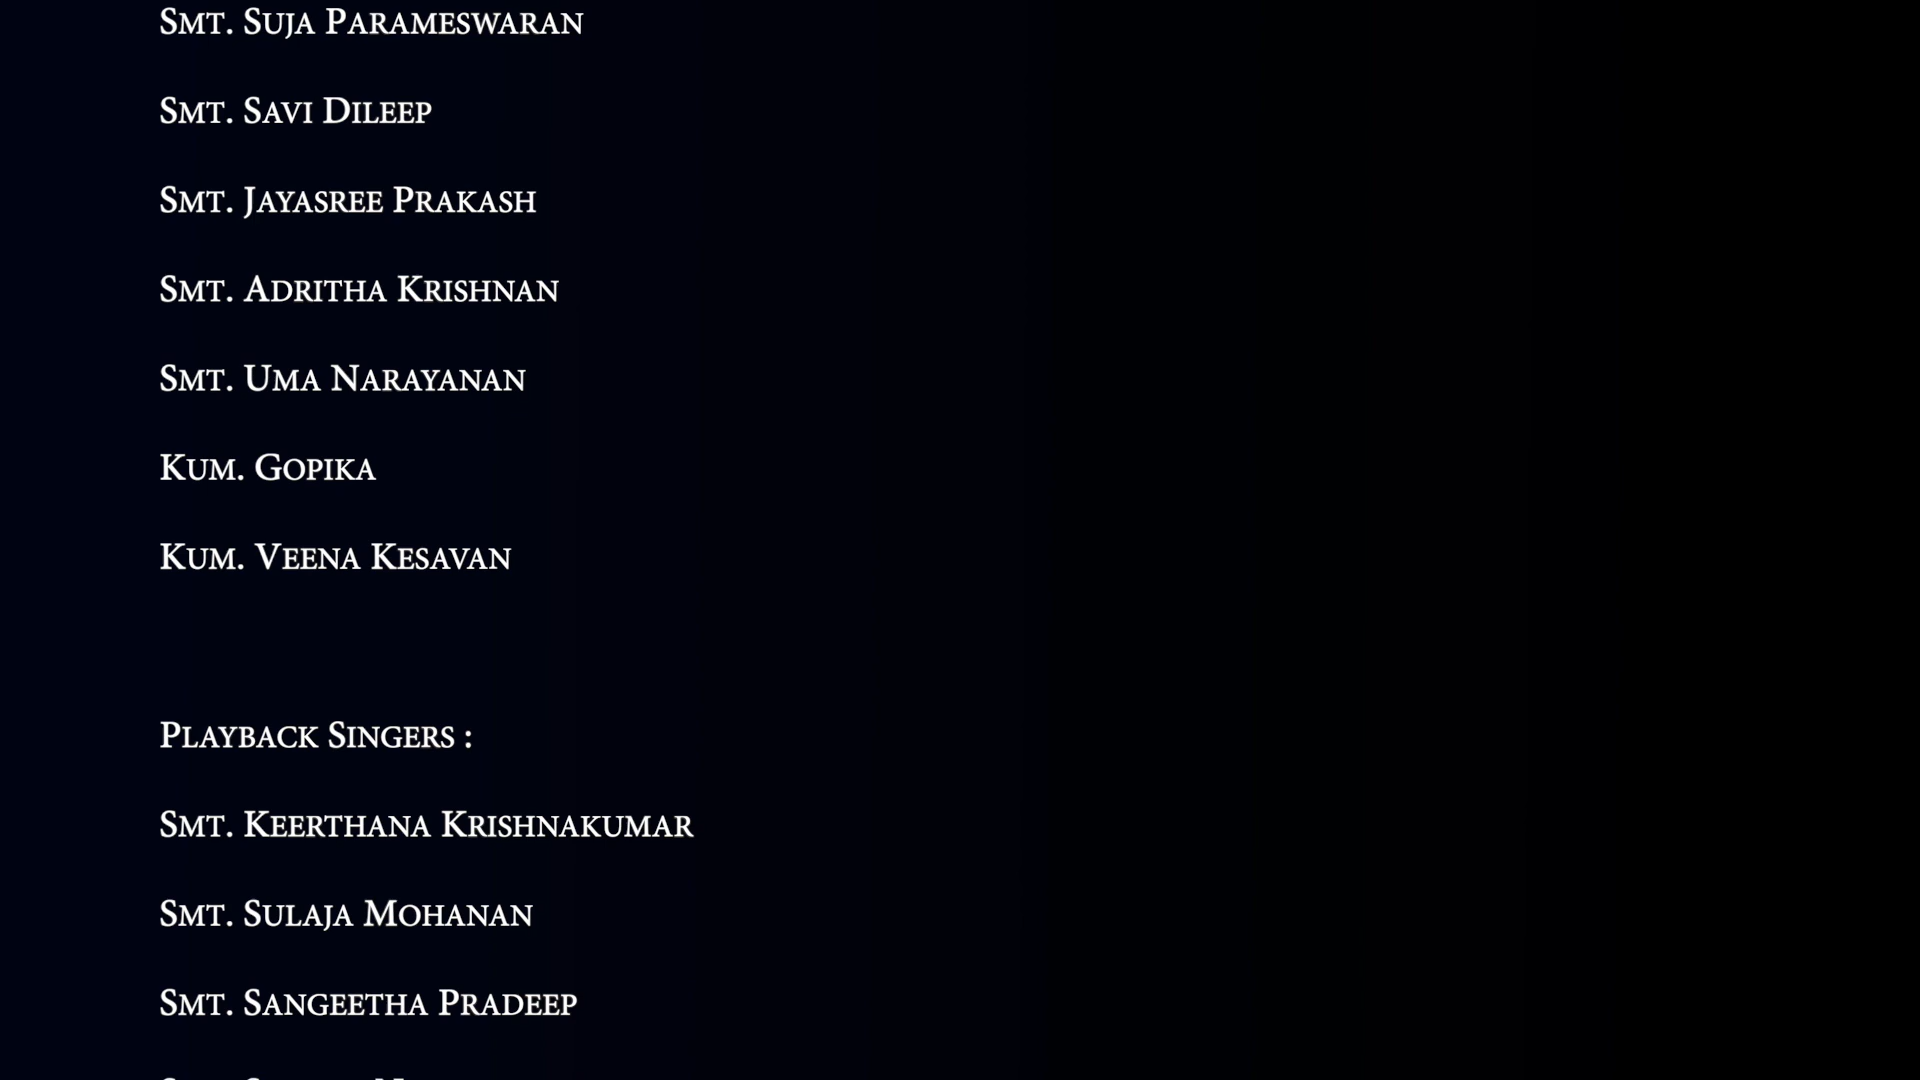 Smt. Suja Parameswaran
Smt. Savi Dileep
Smt. Jayasree Prakash
Smt. Adritha Krishnan
Smt. Uma Narayanan
Kum. Gopika
Kum. Veena Kesavan
Playback Singers :
Smt. Keerthana Krishnakumar
Smt. Sulaja Mohanan
Smt. Sangeetha Pradeep